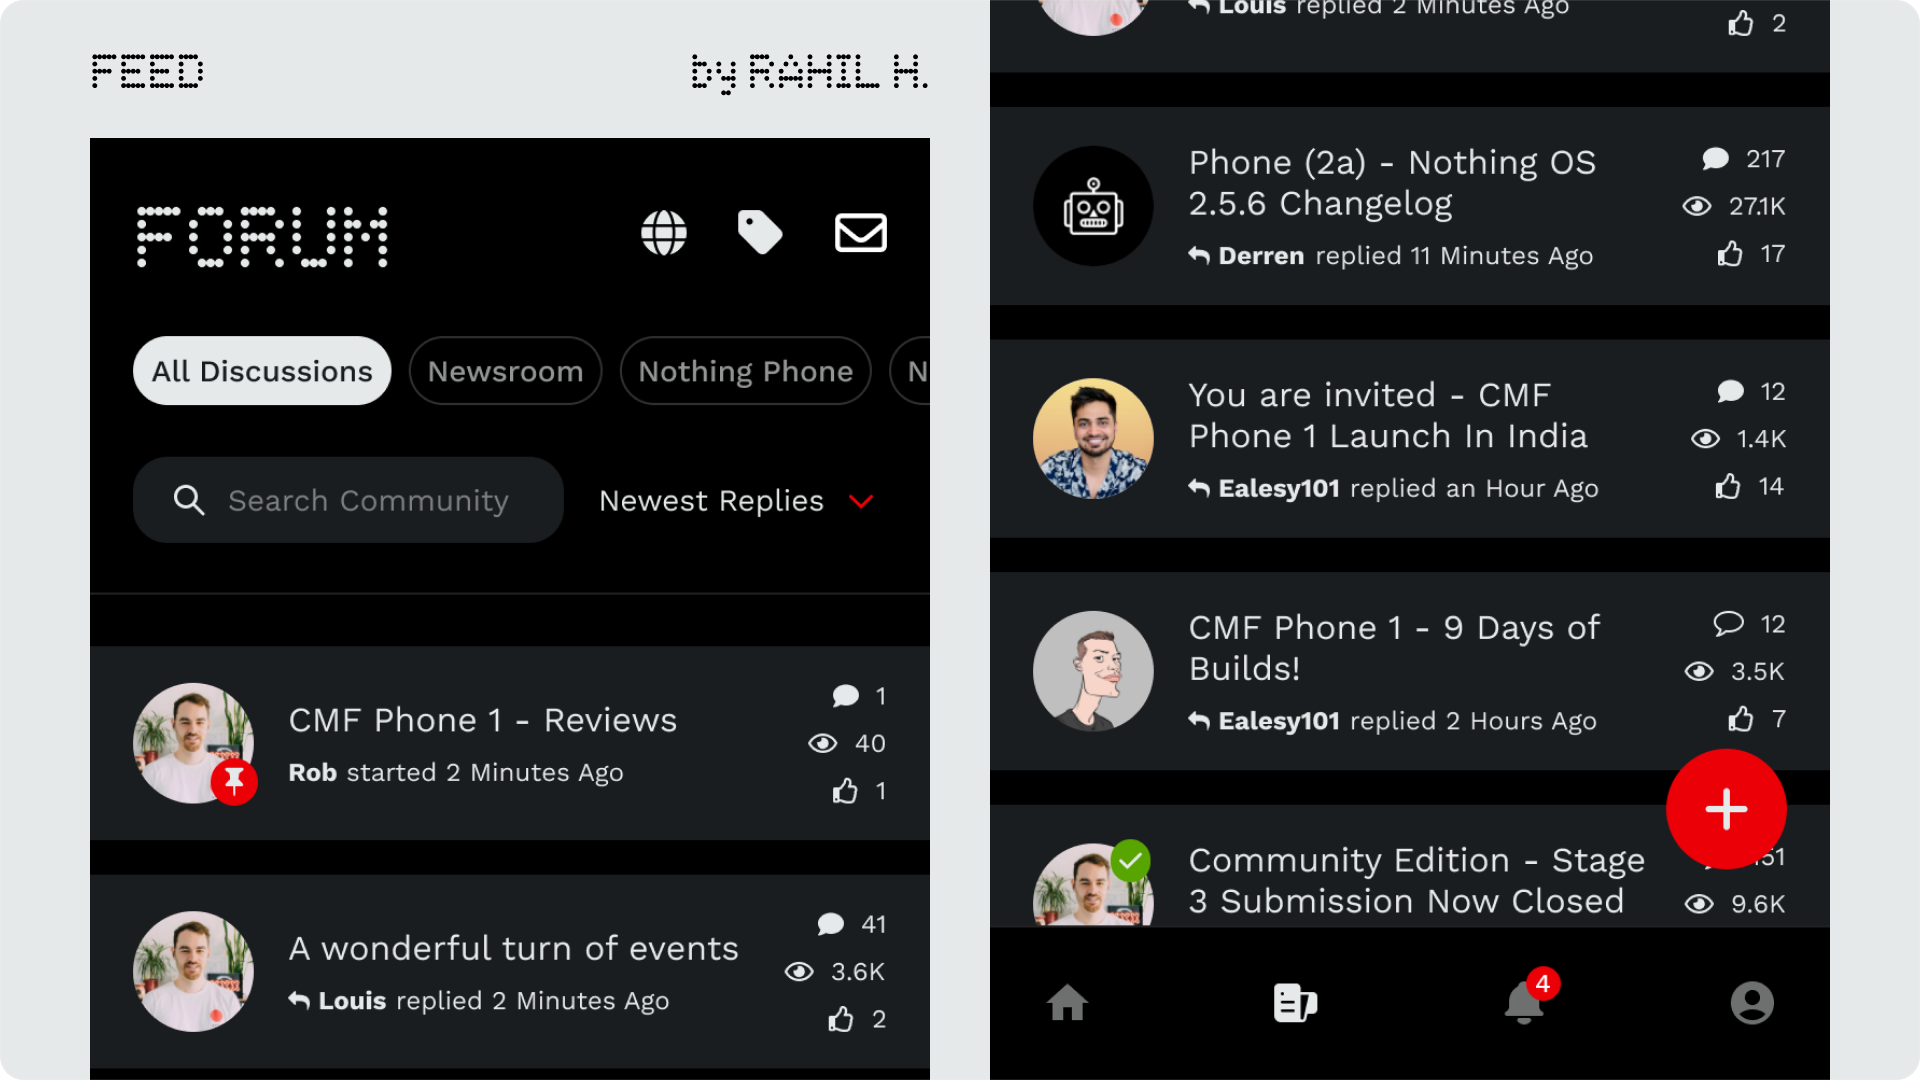 FEED
by RAHIL H.
FORUM
All Discussions
Newsroom
Nothing Phone
N
Search Community
Newest Replies
CMF Phone 1 - Reviews
Rob started 2 Minutes Ago
1
40
1
A wonderful turn of events
Louis replied 2 Minutes Ago
41
3.6K
2
Louis replied 2 Minutes Ago
2
Phone (2a) - Nothing OS
2.5.6 Changelog
Derren replied 11 Minutes Ago
217
27.1K
17
You are invited - CMF
Phone 1 Launch In India
Ealesy101 replied an Hour Ago
12
1.4K
14
CMF Phone 1 - 9 Days of
Builds!
Ealesy101 replied 2 Hours Ago
12
3.5K
7
Community Edition - Stage
3 Submission Now Closed
9.6K
4